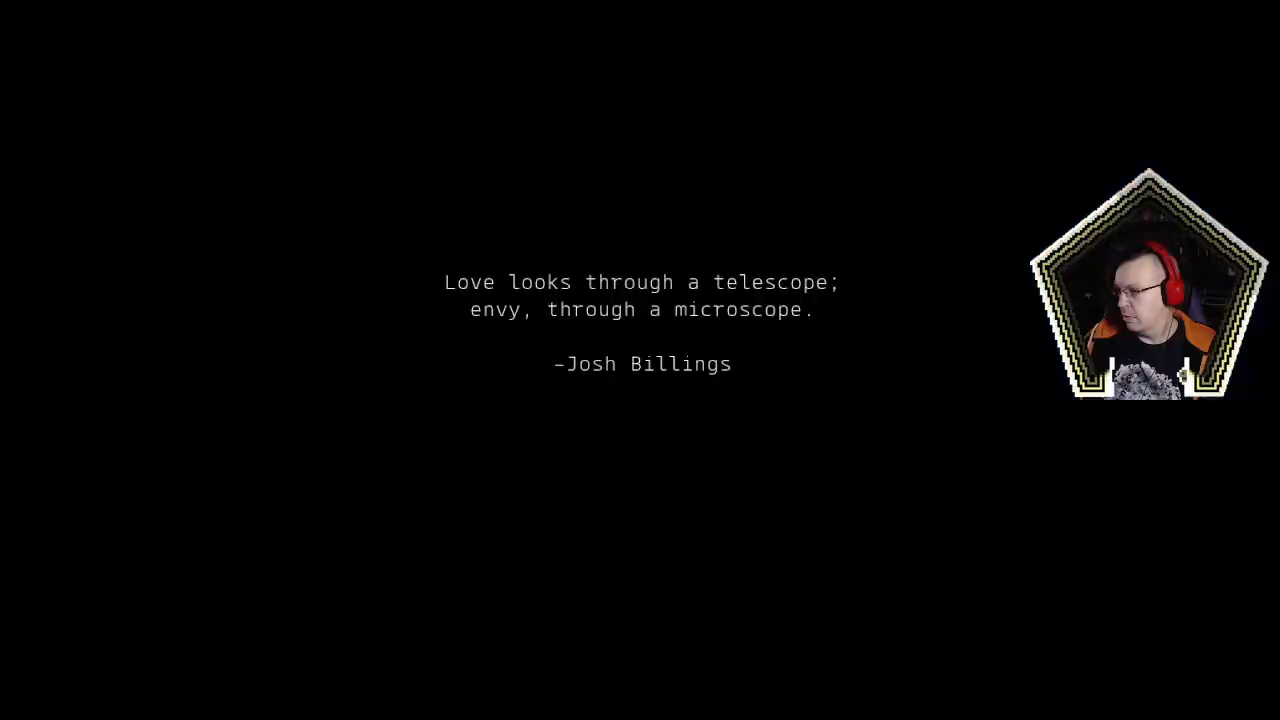 Love looks through a telescope;
envy, through a microscope.
–Josh Billings